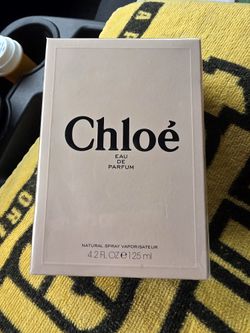 Chloé
EAU
DE
PARFUM
NATURAL SPRAY VAPORISATEUR
4.2 FL.OZ e 125 ml